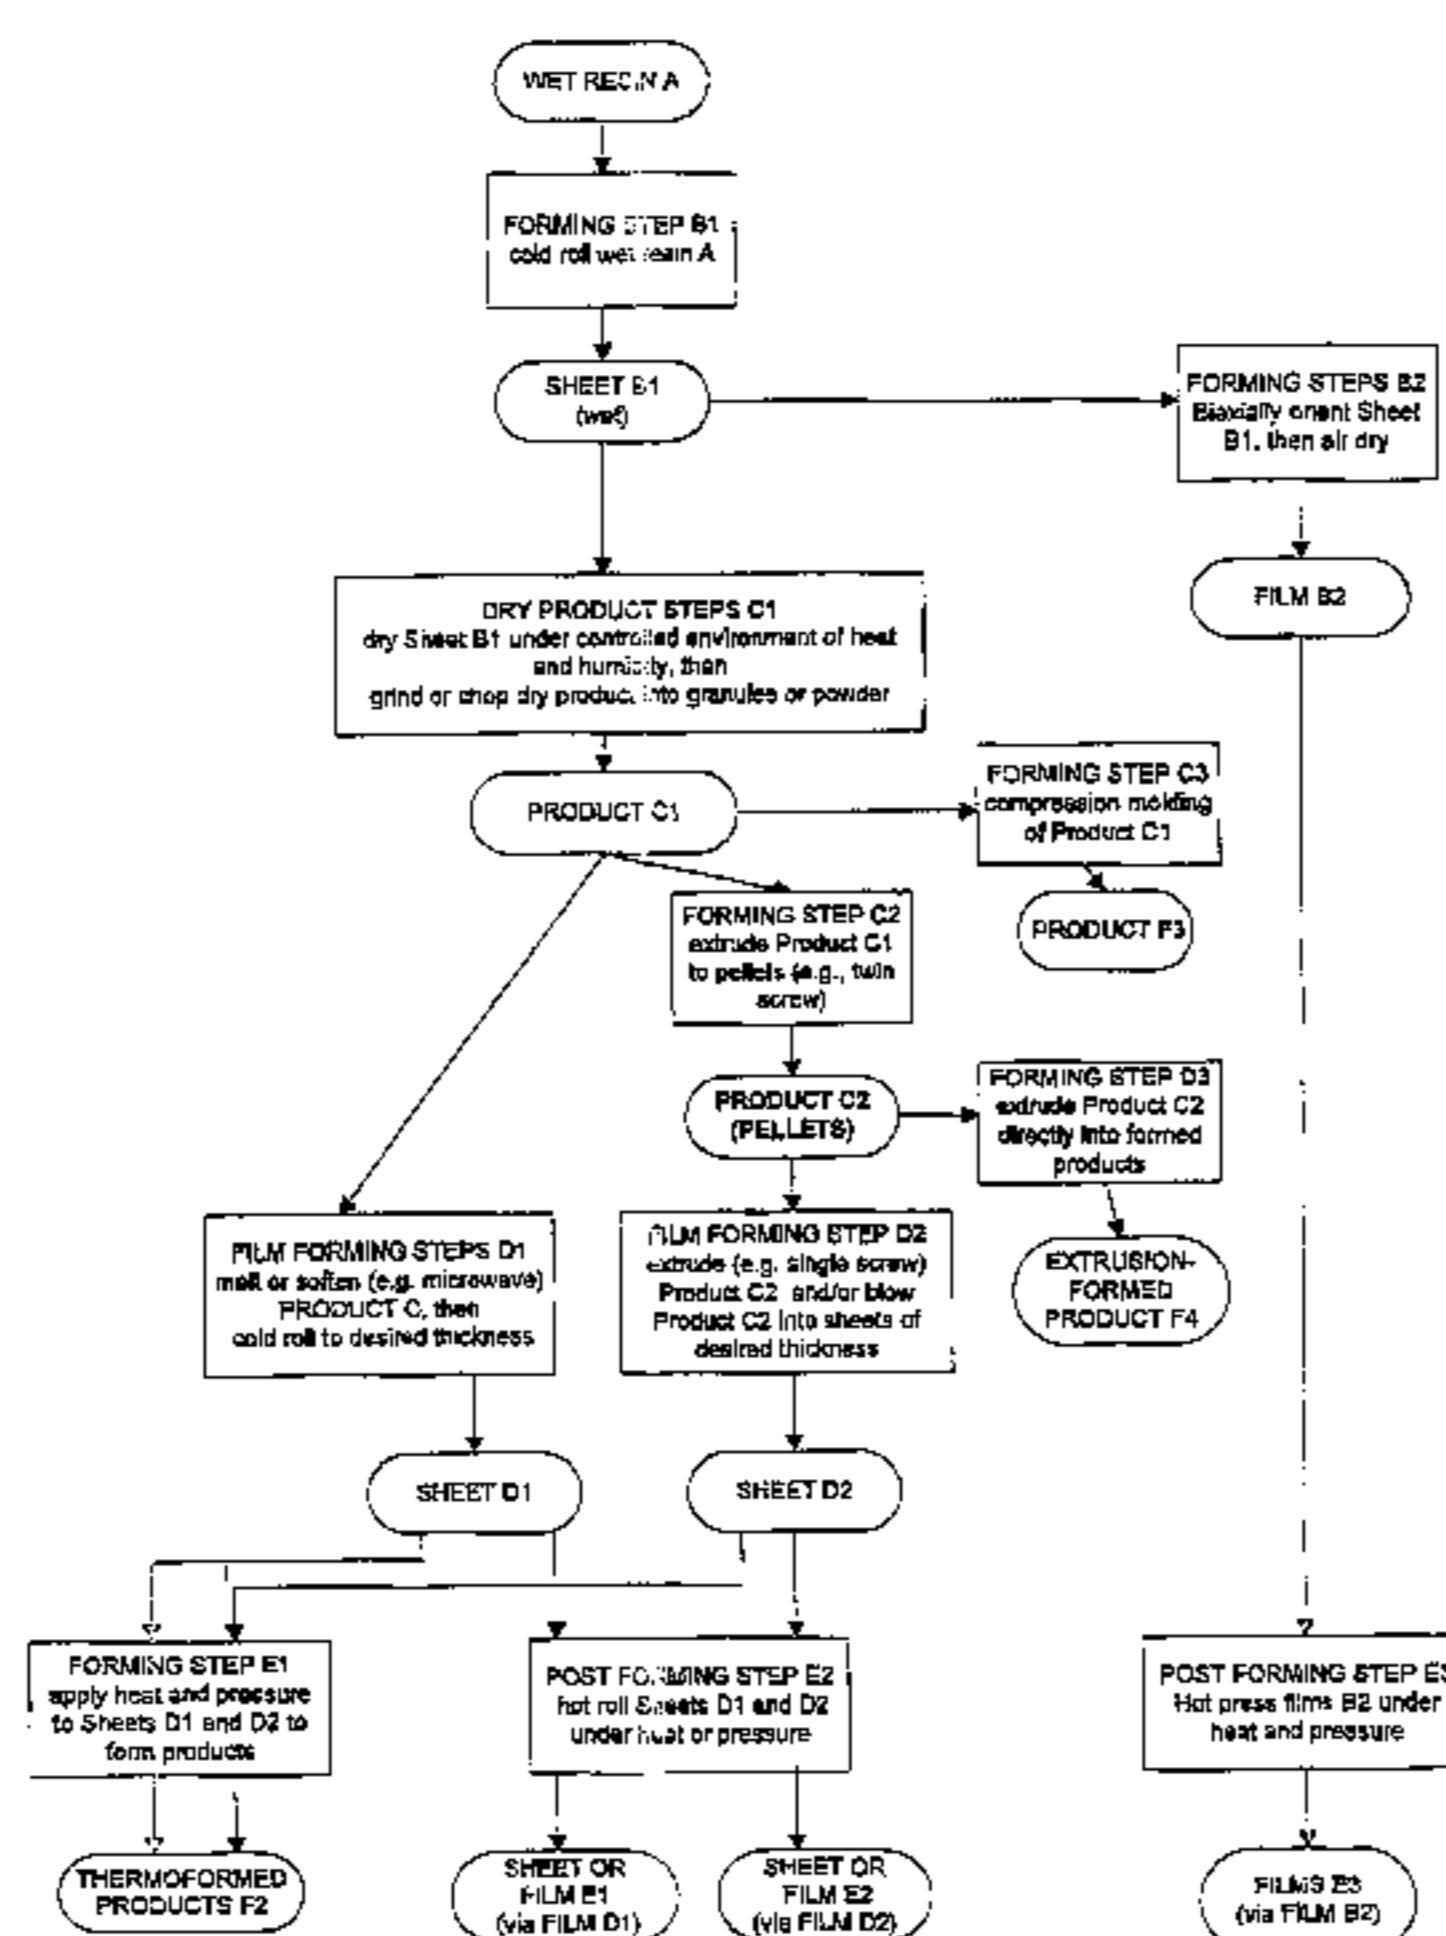 WET RESIN A
FORMING STEP B1
cold roll wet resin A
SHEET B1
(wet)
FORMING STEPS B2
Biaxially orient Sheet
B1, then air dry
FILM B2
DRY PRODUCT STEPS C1
dry Sheet B1 under controlled environment of heat
and humidity, then
grind or chop dry product into granules or powder
PRODUCT C1
FORMING STEP C3
compression molding
of Product C1
PRODUCT F3
FORMING STEP C2
extrude Product C1
to pellets (e.g., twin
screw)
PRODUCT C2
(PELLETS)
FORMING STEP D3
extrude Product C2
directly into formed
products
EXTRUSION-
FORMED
PRODUCT F4
FILM FORMING STEPS D1
melt or soften (e.g. microwave)
PRODUCT C, then
cold roll to desired thickness
FILM FORMING STEP D2
extrude (e.g. single screw)
Product C2 and/or blow
Product C2 into sheets of
desired thickness
SHEET D1
SHEET D2
FORMING STEP E1
apply heat and pressure
to Sheets D1 and D2 to
form products
POST FORMING STEP E2
hot roll Sheets D1 and D2
under heat or pressure
POST FORMING STEP E3
Hot press films B2 under
heat and pressure
THERMOFORMED
PRODUCTS F2
SHEET OR
FILM E1
(via FILM D1)
SHEET OR
FILM E2
(via FILM D2)
FILMS E3
(via FILM B2)